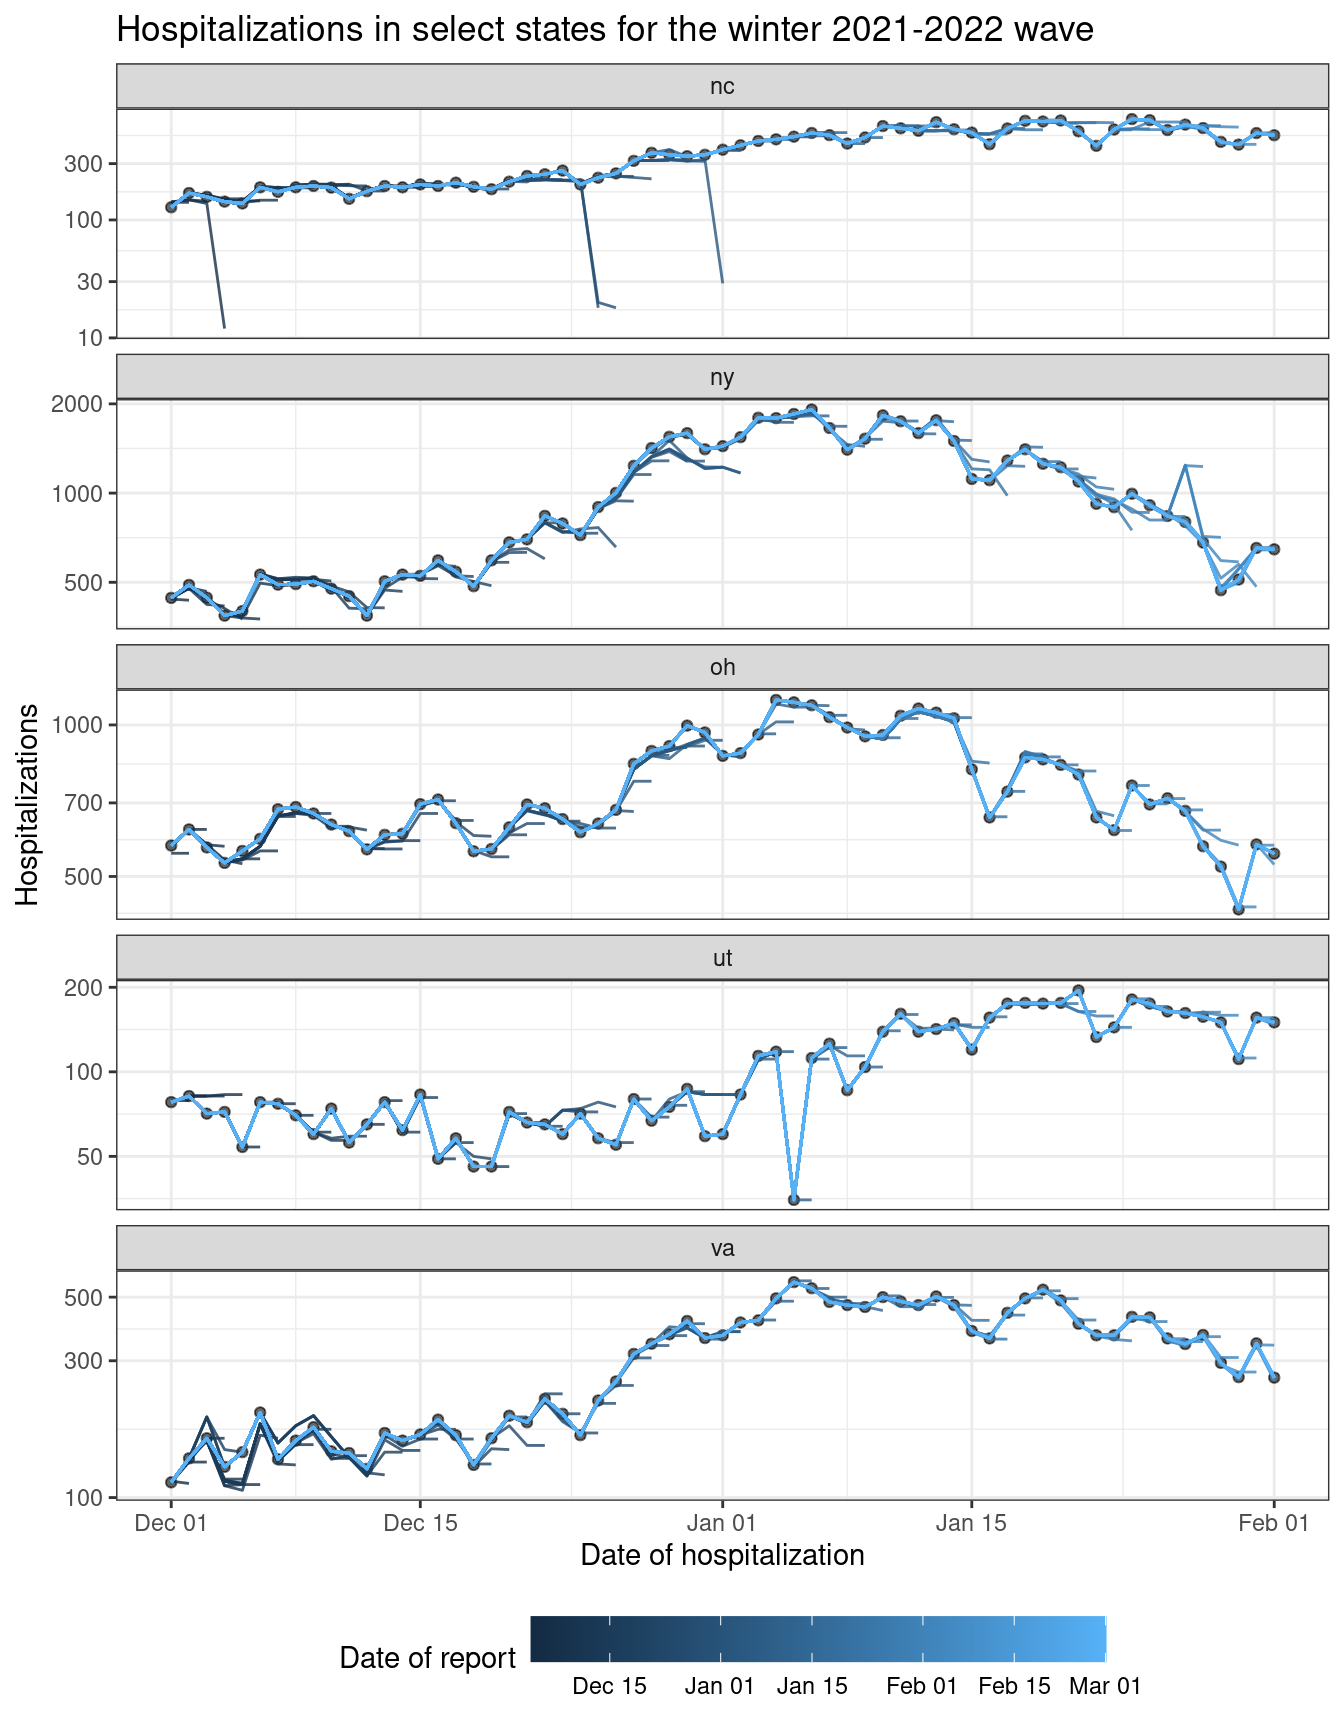 Hospitalizations in select states for the winter 2021-2022 wave
nc
300
100
30
10
ny
2000
1000
500
oh
1000
700
500
Hospitalizations
ut
200
100
50
va
500
300
100
Dec 01 Dec 15 Jan 01 Jan 15 Feb 01
Date of hospitalization
Date of report
Dec 15 Jan 01 Jan 15 Feb 01 Feb 15 Mar 01